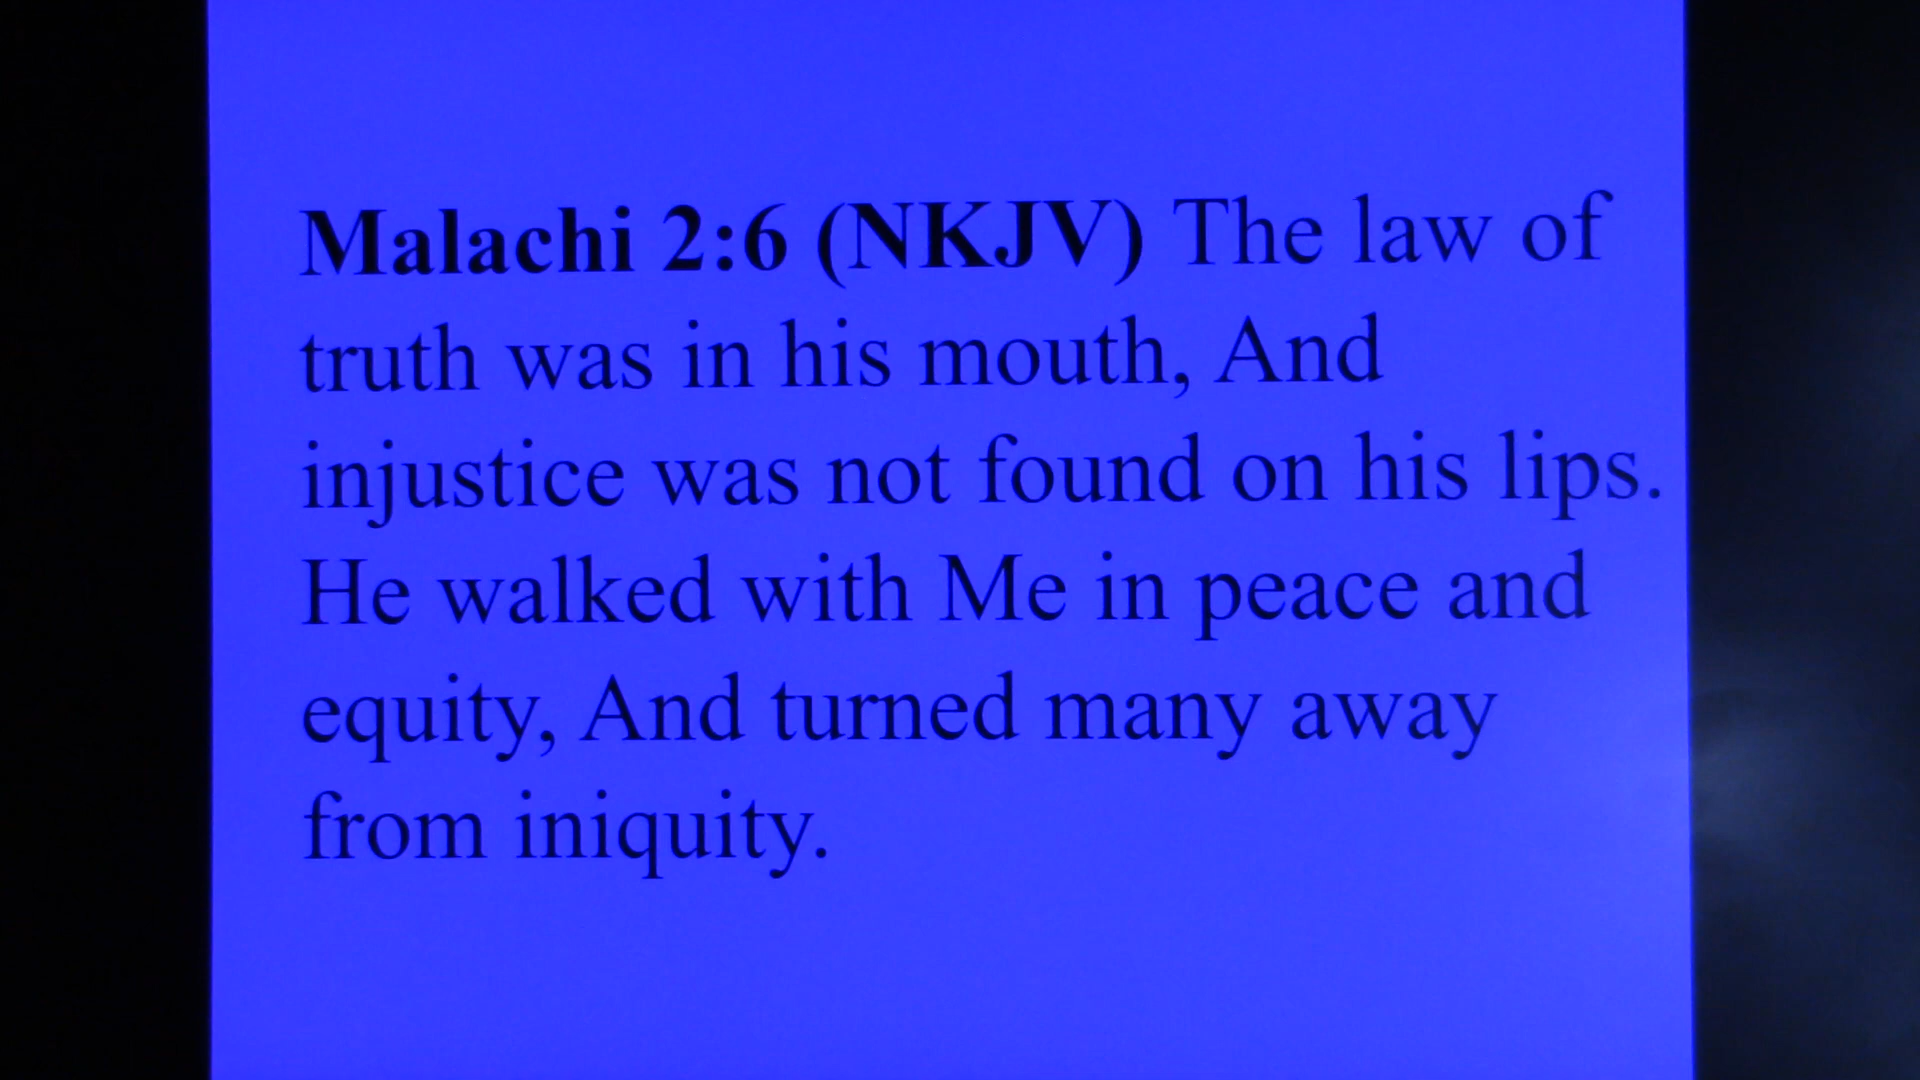 Malachi 2:6 (NKJV) The law of
truth was in his mouth, And
injustice was not found on his lips.
He walked with Me in peace and
equity, And turned many away
from iniquity.